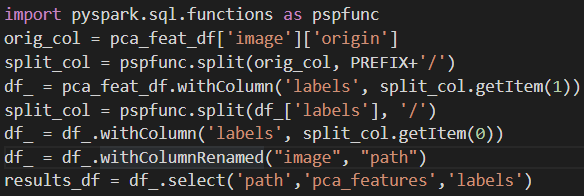 import pyspark.sql.functions as pspfunc
orig_col = pca_feat_df['image']['origin']
split_col = pspfunc.split(orig_col, PREFIX+'/')
df_ = pca_feat_df.withColumn('labels', split_col.getItem(1))
split_col = pspfunc.split(df_['labels'], '/')
df_ = df_.withColumn('labels', split_col.getItem(0))
df_ = df_.withColumnRenamed("image", "path")
results_df = df_.select('path','pca_features','labels')